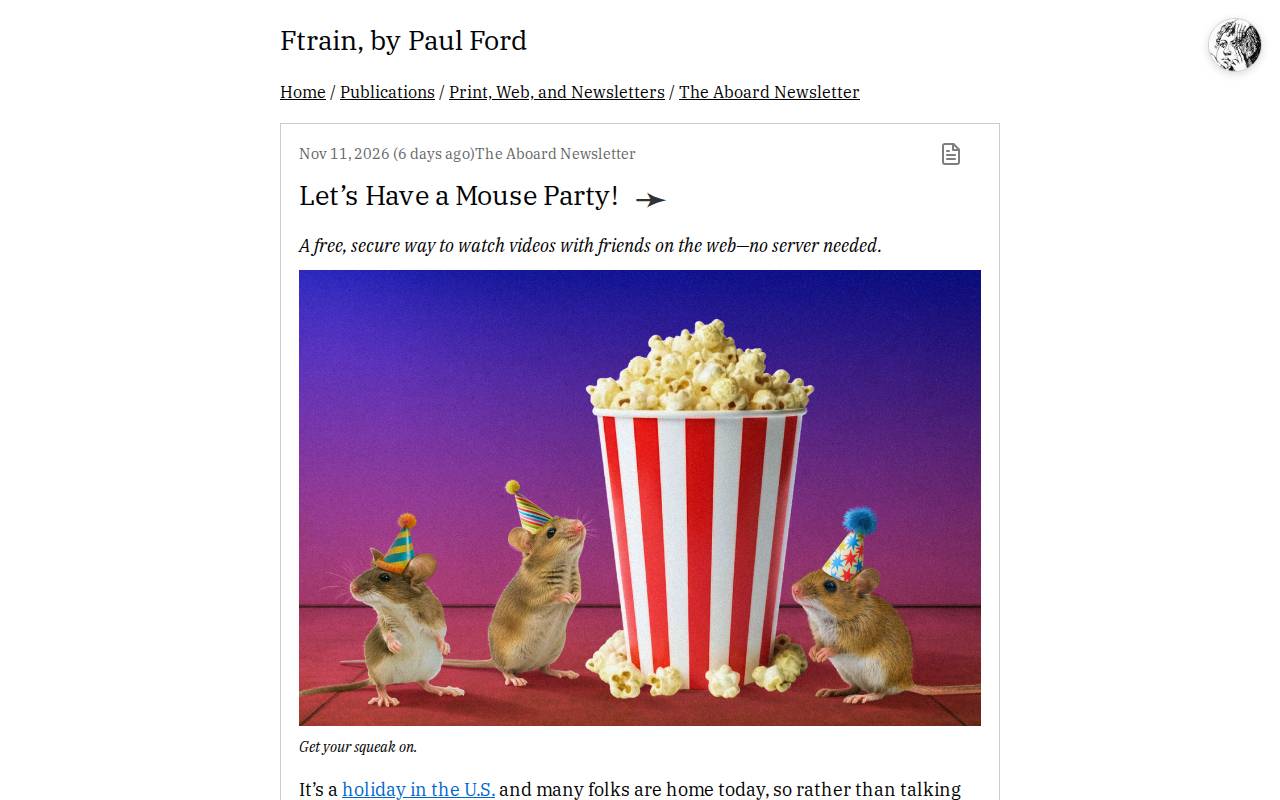 Ftrain, by Paul Ford
Home / Publications / Print, Web, and Newsletters / The Aboard Newsletter
Nov 11, 2026 (6 days ago)The Aboard Newsletter
Let’s Have a Mouse Party! ➛
A free, secure way to watch videos with friends on the web—no server needed.
Get your squeak on.
It’s a holiday in the U.S. and many folks are home today, so rather than talking